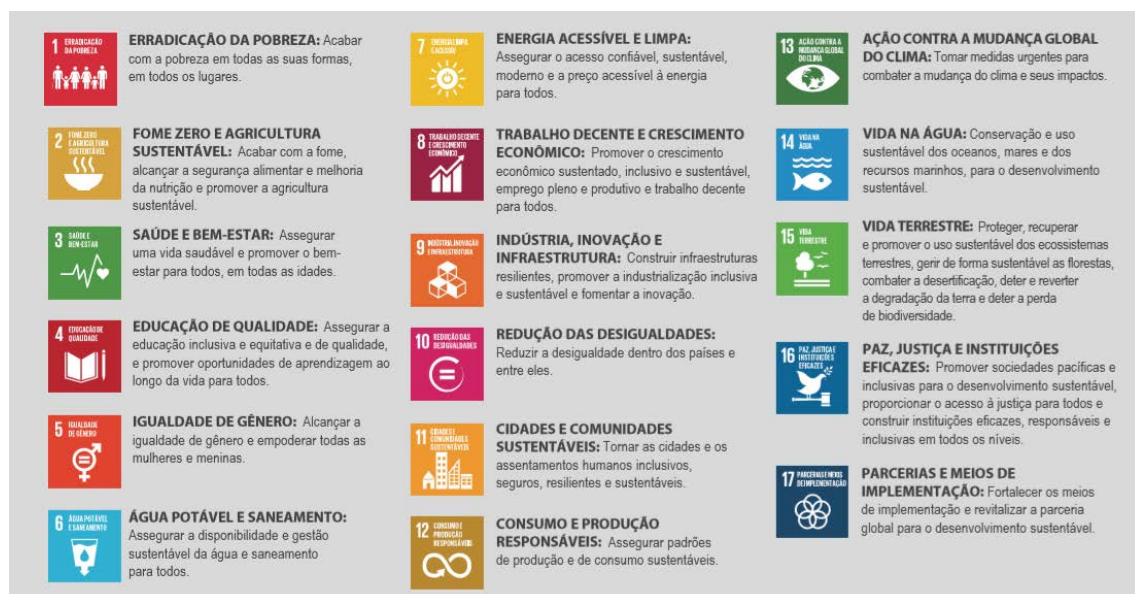 1 ERRADICAÇÃO
DA POBREZA
ERRADICAÇÂO DA POBREZA: Acabar
com a pobreza em todas as suas formas,
em todos os lugares.
2 FOME ZERO
E AGRICULTURA
SUSTENTÁVEL
FOME ZERO E AGRICULTURA
SUSTENTÁVEL: Acabar com a fome,
alcançar a segurança alimentar e melhoria
da nutrição e promover a agricultura
sustentável.
3 SAÚDE E
BEM-ESTAR
SAÚDE E BEM-ESTAR: Assegurar
uma vida saudável e promover o bem-
estar para todos, em todas as idades.
4 EDUCAÇÃO DE
QUALIDADE
EDUCAÇÃO DE QUALIDADE: Assegurar a
educação inclusiva e equitativa e de qualidade,
e promover oportunidades de aprendizagem ao
longo da vida para todos.
5 IGUALDADE
DE GÊNERO
IGUALDADE DE GÊNERO: Alcançar a
igualdade de gênero e empoderar todas as
mulheres e meninas.
6 ÁGUA POTÁVEL
E SANEAMENTO
ÁGUA POTÁVEL E SANEAMENTO:
Assegurar a disponibilidade e gestão
sustentável da água e saneamento
para todos.
7 ENERGIA LIMPA
E ACESSÍVEL
ENERGIA ACESSÍVEL E LIMPA:
Assegurar o acesso confiável, sustentável,
moderno e a preço acessível à energia
para todos.
8 TRABALHO DECENTE
E CRESCIMENTO
ECONÔMICO
TRABALHO DECENTE E CRESCIMENTO
ECONÔMICO: Promover o crescimento
econômico sustentado, inclusivo e sustentável,
emprego pleno e produtivo e trabalho decente
para todos.
9 INDÚSTRIA, INOVAÇÃO
E INFRAESTRUTURA
INDÚSTRIA, INOVAÇÃO E
INFRAESTRUTURA: Construir infraestruturas
resilientes, promover a industrialização inclusiva
e sustentável e fomentar a inovação.
10 REDUÇÃO DAS
DESIGUALDADES
REDUÇÃO DAS DESIGUALDADES:
Reduzir a desigualdade dentro dos países e
entre eles.
11 CIDADES E
COMUNIDADES
SUSTENTÁVEIS
CIDADES E COMUNIDADES
SUSTENTÁVEIS: Tornar as cidades e os
assentamentos humanos inclusivos,
seguros, resilientes e sustentáveis.
12 CONSUMO E
PRODUÇÃO
RESPONSÁVEIS
CONSUMO E PRODUÇÃO
RESPONSÁVEIS: Assegurar padrões
de produção e de consumo sustentáveis.
13 AÇÃO CONTRA A
MUDANÇA GLOBAL
DO CLIMA
AÇÃO CONTRA A MUDANÇA GLOBAL
DO CLIMA: Tomar medidas urgentes para
combater a mudança do clima e seus impactos.
14 VIDA NA
ÁGUA
VIDA NA ÁGUA: Conservação e uso
sustentável dos oceanos, mares e dos
recursos marinhos, para o desenvolvimento
sustentável.
15 VIDA
TERRESTRE
VIDA TERRESTRE: Proteger, recuperar
e promover o uso sustentável dos ecossistemas
terrestres, gerir de forma sustentável as florestas,
combater a desertificação, deter e reverter
a degradação da terra e deter a perda
de biodiversidade.
16 PAZ, JUSTIÇA E
INSTITUIÇÕES
EFICAZES
PAZ, JUSTIÇA E INSTITUIÇÕES
EFICAZES: Promover sociedades pacíficas e
inclusivas para o desenvolvimento sustentável,
proporcionar o acesso à justiça para todos e
construir instituições eficazes, responsáveis e
inclusivas em todos os níveis.
17 PARCERIAS E MEIOS
DE IMPLEMENTAÇÃO
PARCERIAS E MEIOS DE
IMPLEMENTAÇÃO: Fortalecer os meios
de implementação e revitalizar a parceria
global para o desenvolvimento sustentável.